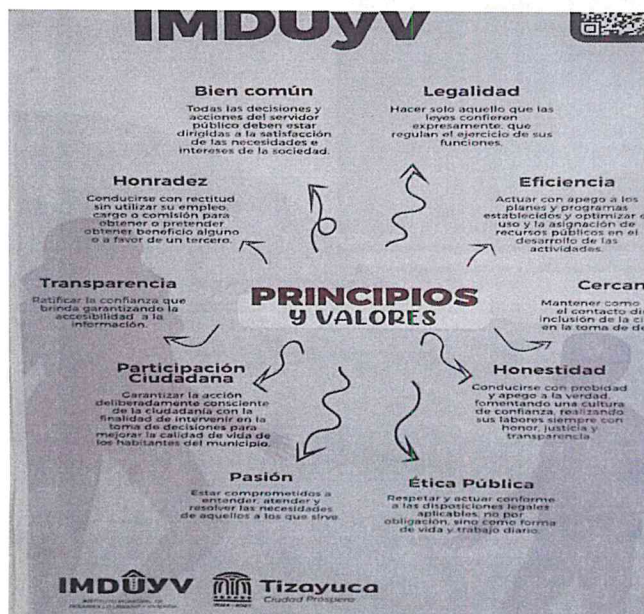 IMDUyV
Bien común
Todas las decisiones y
acciones del servidor
público deben estar
dirigidas a la satisfacción
de las necesidades e
intereses de la sociedad.
Legalidad
Hacer solo aquello que las
leyes confieren
expresamente, que
regulan el ejercicio de sus
funciones.
Honradez
Conducirse con rectitud
sin utilizar su empleo,
cargo o comisión para
obtener o pretender
obtener beneficio alguno
o a favor de un tercero.
Eficiencia
Actuar con apego a los
planes y programas
establecidos y optimizar e
uso y la asignación de
recursos públicos en el
desarrollo de las
actividades.
Transparencia
Ratificar la confianza que
brinda garantizando la
accesibilidad a la
información.
PRINCIPIOS
Y VALORES
Cercan
Mantener como
el contacto di
inclusión de la ci
en la toma de de
Participación
Ciudadana
Garantizar la acción
deliberadamente consciente
de la ciudadanía con la
finalidad de intervenir en la
toma de decisiones para
mejorar la calidad de vida de
los habitantes del municipio.
Honestidad
Conducirse con probidad
y apego a la verdad,
fomentando una cultura
de confianza, realizando
sus labores siempre con
honor, justicia y
transparencia.
Pasión
Estar comprometidos a
entender, atender y
resolver las necesidades
de aquellos a los que sirve.
Ética Pública
Respetar y actuar conforme
a las disposiciones legales
aplicables, no por
obligación, sino como forma
de vida y trabajo diario.
IMDUyV
INSTITUTO MUNICIPAL DE
DESARROLLO URBANO Y VIVIENDA
Tizayuca
Ciudad Próspera